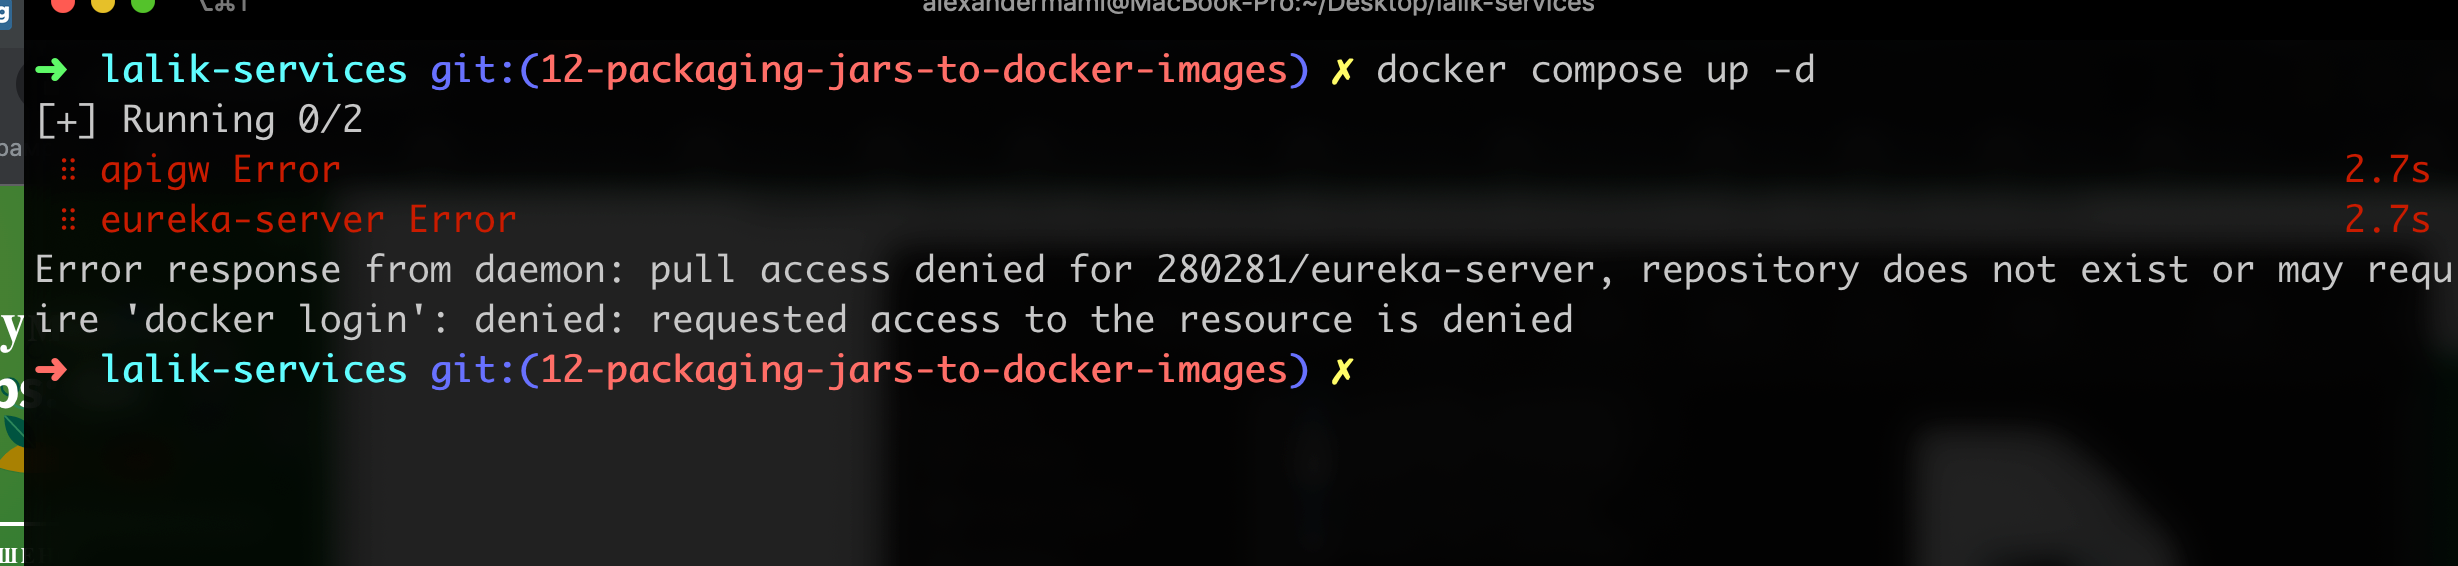 alexandermami@MacBook-Pro:~/Desktop/lalik-services
➜ lalik-services git:(12-packaging-jars-to-docker-images) ✗ docker compose up -d
[+] Running 0/2
⠿ apigw Error 2.7s
⠿ eureka-server Error 2.7s
Error response from daemon: pull access denied for 280281/eureka-server, repository does not exist or may requ
ire 'docker login': denied: requested access to the resource is denied
➜ lalik-services git:(12-packaging-jars-to-docker-images) ✗